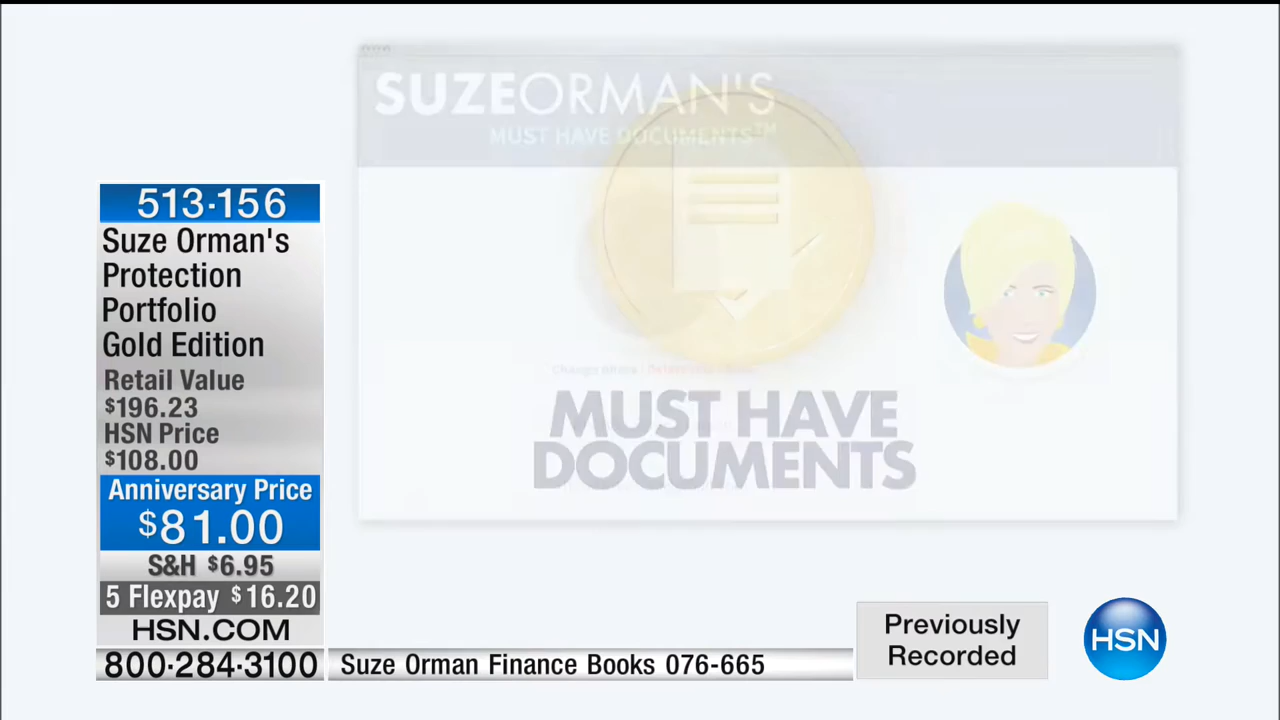 SUZEORMAN'S
MUST HAVE DOCUMENTS™
MUST HAVE
DOCUMENTS
513-156
Suze Orman's
Protection
Portfolio
Gold Edition
Retail Value
$196.23
HSN Price
$108.00
Anniversary Price
$81.00
S&H $6.95
5 Flexpay $16.20
HSN.COM
800-284-3100
Suze Orman Finance Books 076-665
Previously
Recorded
HSN